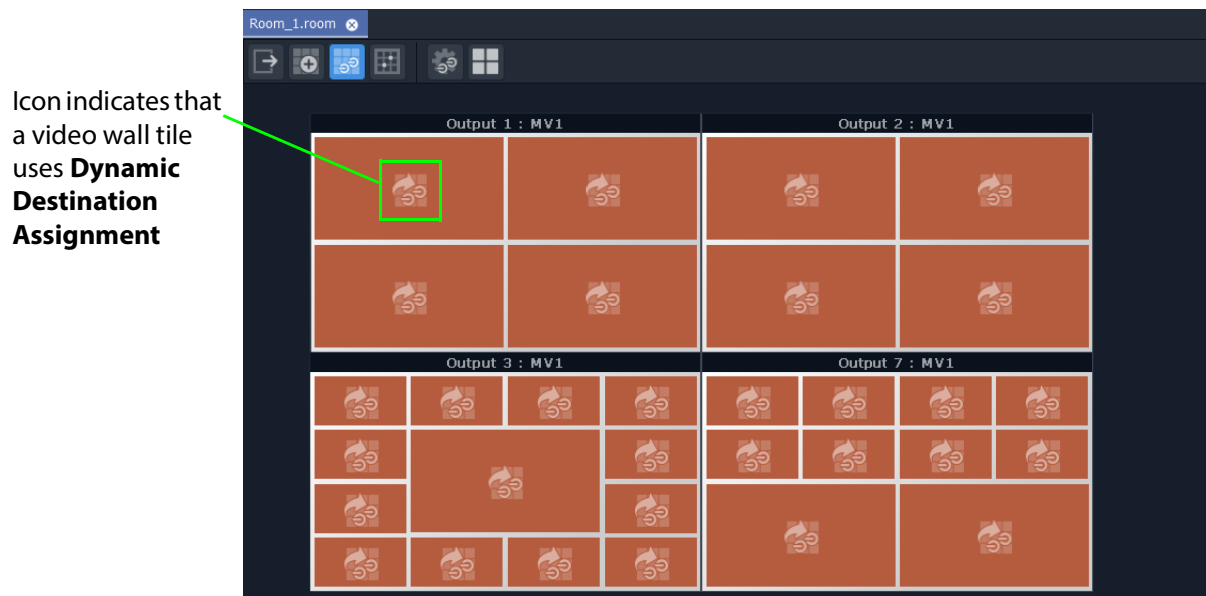 Room_1.room
Icon indicates that
a video wall tile
uses Dynamic
Destination
Assignment
Output 1 : MV1
Output 2 : MV1
Output 3 : MV1
Output 7 : MV1